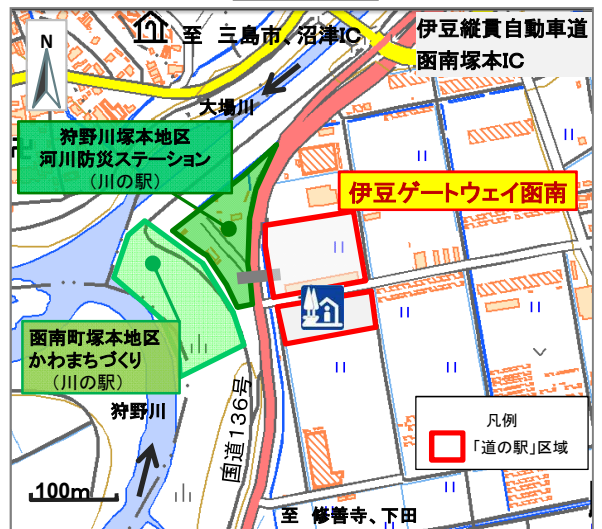 N
至 三島市、沼津IC
伊豆縦貫自動車道
函南塚本IC
大場川
狩野川塚本地区
河川防災ステーション
(川の駅)
伊豆ゲートウェイ函南
函南町塚本地区
かわまちづくり
(川の駅)
狩野川
国道136号
凡例
「道の駅」区域
100m
至 修善寺、下田